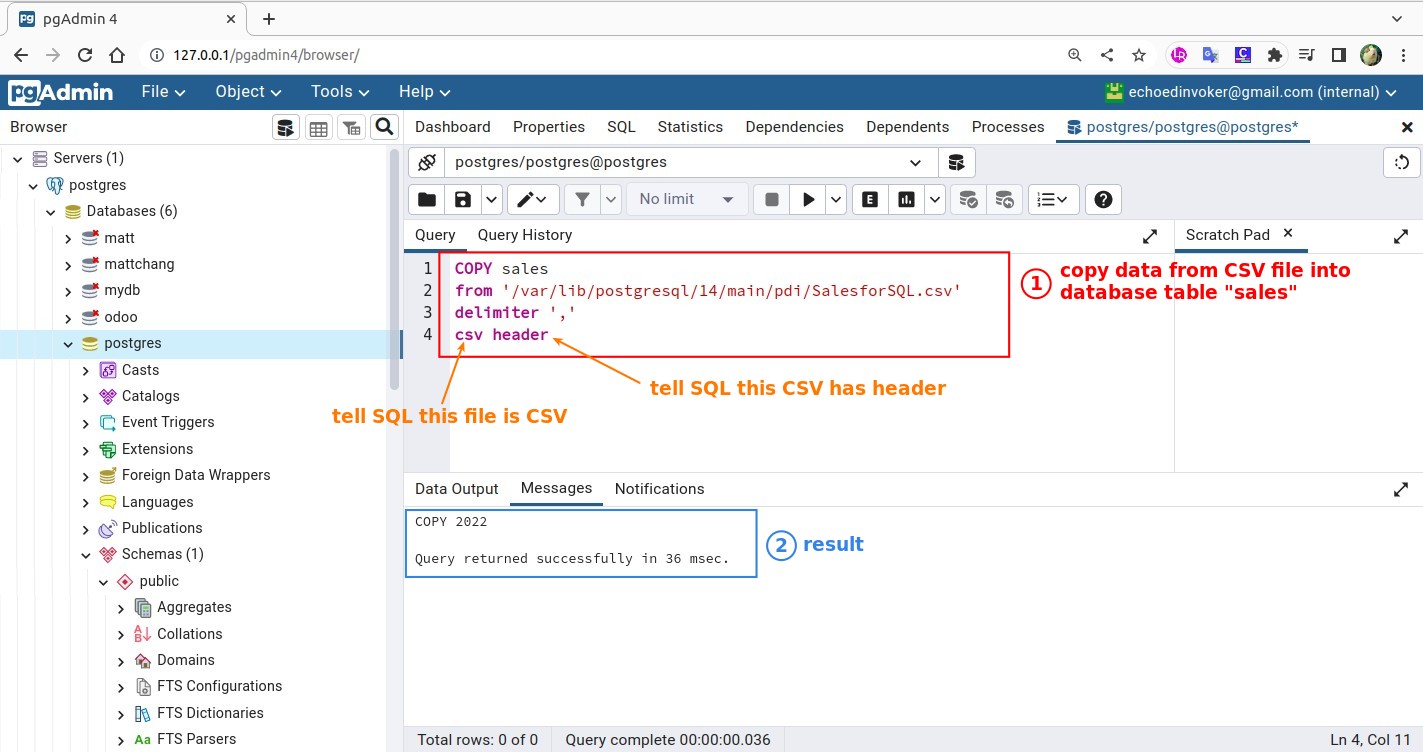 pgAdmin 4
127.0.0.1/pgadmin4/browser/
pgAdmin File Object Tools Help echoedinvoker@gmail.com (internal)
Browser
Dashboard Properties SQL Statistics Dependencies Dependents Processes postgres/postgres@postgres*
Servers (1)
postgres
Databases (6)
matt
mattchang
mydb
odoo
postgres
Casts
Catalogs
Event Triggers
Extensions
Foreign Data Wrappers
Languages
Publications
Schemas (1)
public
Aggregates
Collations
Domains
FTS Configurations
FTS Dictionaries
Aa FTS Parsers
postgres/postgres@postgres
No limit
E
Query Query History
Scratch Pad
1 COPY sales
2 from '/var/lib/postgresql/14/main/pdi/SalesforSQL.csv'
3 delimiter ','
4 csv header
1 copy data from CSV file into
database table "sales"
tell SQL this CSV has header
tell SQL this file is CSV
Data Output Messages Notifications
COPY 2022
Query returned successfully in 36 msec.
2 result
Total rows: 0 of 0 Query complete 00:00:00.036 Ln 4, Col 11